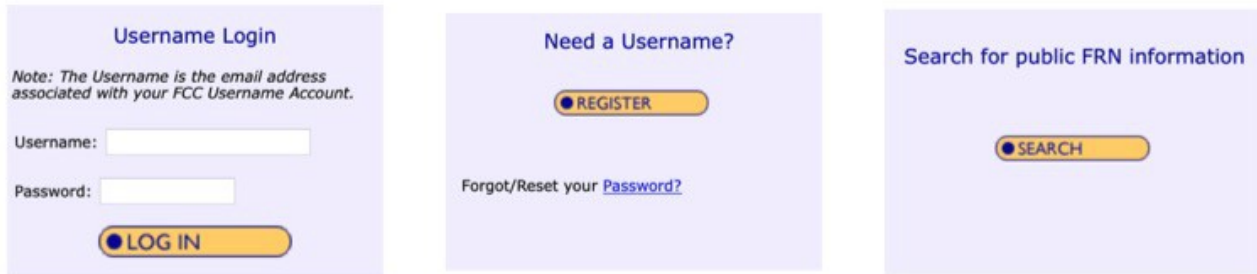 Username Login
Note: The Username is the email address
associated with your FCC Username Account.
Username:
Password:
LOG IN
Need a Username?
REGISTER
Forgot/Reset your Password?
Search for public FRN information
SEARCH